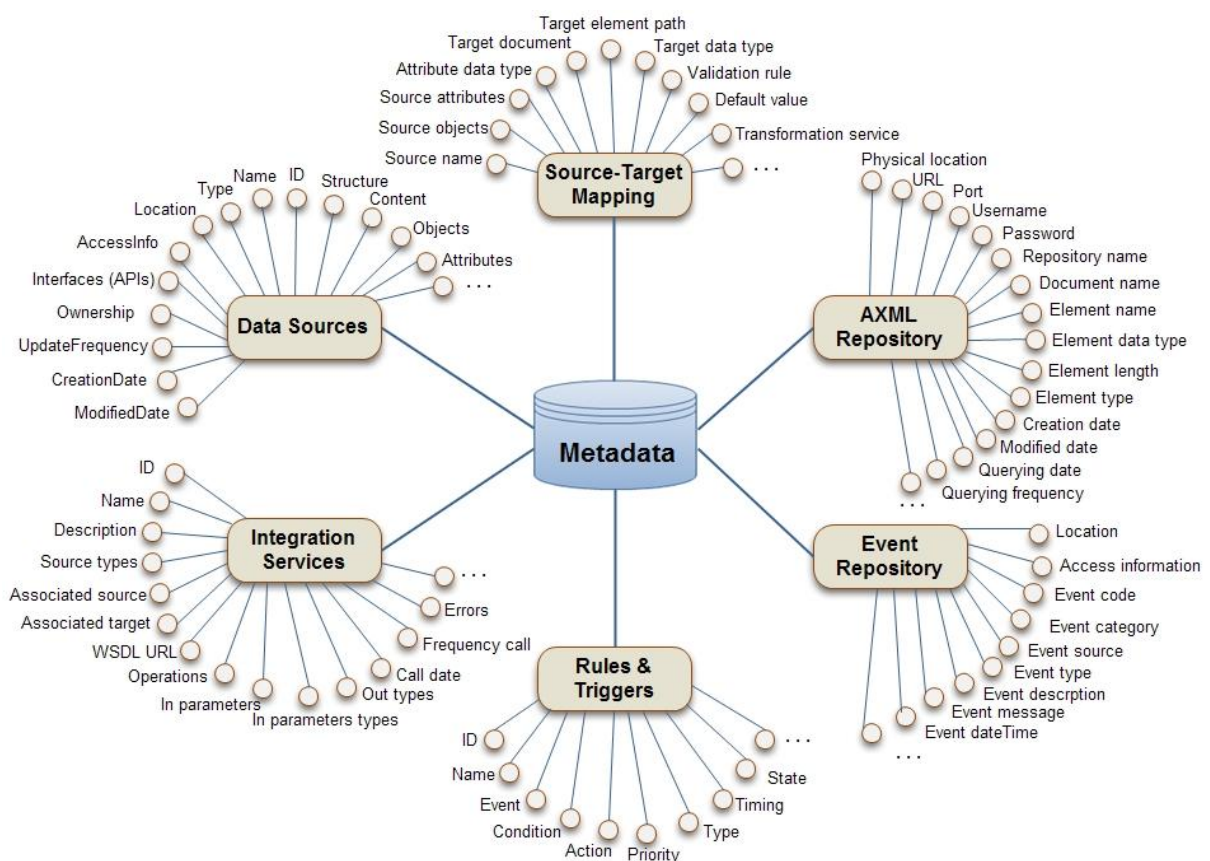 Target element path
Target document
Target data type
Attribute data type
Validation rule
Source attributes
Default value
Source objects
Transformation service
Source name
. . .
Source-Target
Mapping
ID
Name
Structure
Type
Content
Location
Objects
AccessInfo
Attributes
Interfaces (APIs)
. . .
Ownership
UpdateFrequency
CreationDate
ModifiedDate
Data Sources
Physical location
URL
Port
Username
Password
Repository name
Document name
Element name
Element data type
Element length
Element type
Creation date
Modified date
Querying date
Querying frequency
. . .
AXML
Repository
Metadata
ID
Name
Description
Source types
Associated source
Associated target
WSDL URL
Operations
In parameters
In parameters types
Out types
Call date
Frequency call
Errors
. . .
Integration
Services
Event
Repository
Location
Access information
Event code
Event category
Event source
Event type
Event descrption
Event message
Event dateTime
. . .
Rules &
Triggers
ID
Name
Event
Condition
Action
Priority
Type
Timing
State
. . .